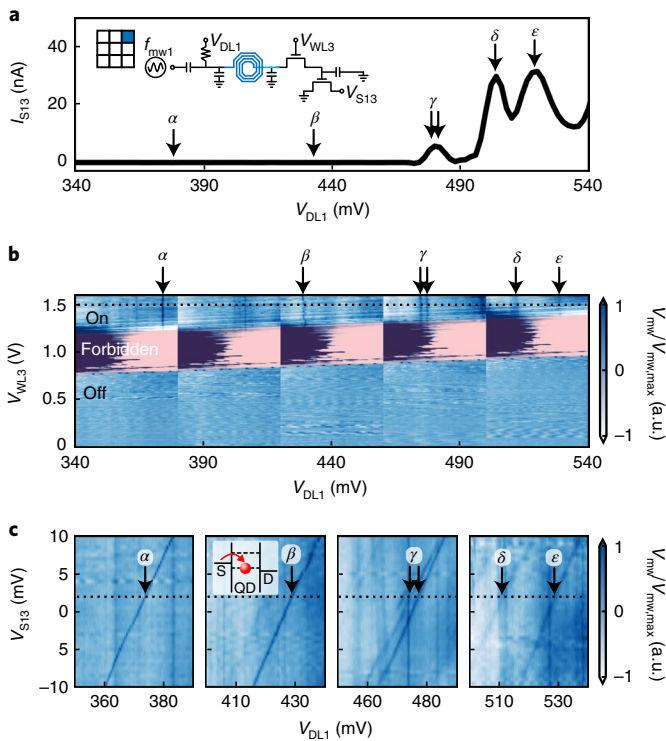 a
50
30
0
I_S13 (nA)
f_mw1
V_DL1
V_WL3
V_S13
α
β
γ
δ
ε
340
390
440
490
540
V_DL1 (mV)
b
α
β
γ
δ
ε
1.5
1.0
0.5
0
V_WL3 (V)
On
Forbidden
Off
340
390
440
490
540
V_DL1 (mV)
1
0
−1
V_mw/V_mw,max (a.u.)
c
10
5
0
−5
−10
V_S13 (mV)
α
β
S
QD
D
γ
δ
ε
360
380
410
430
460
480
510
530
V_DL1 (mV)
1
0
−1
V_mw/V_mw,max (a.u.)